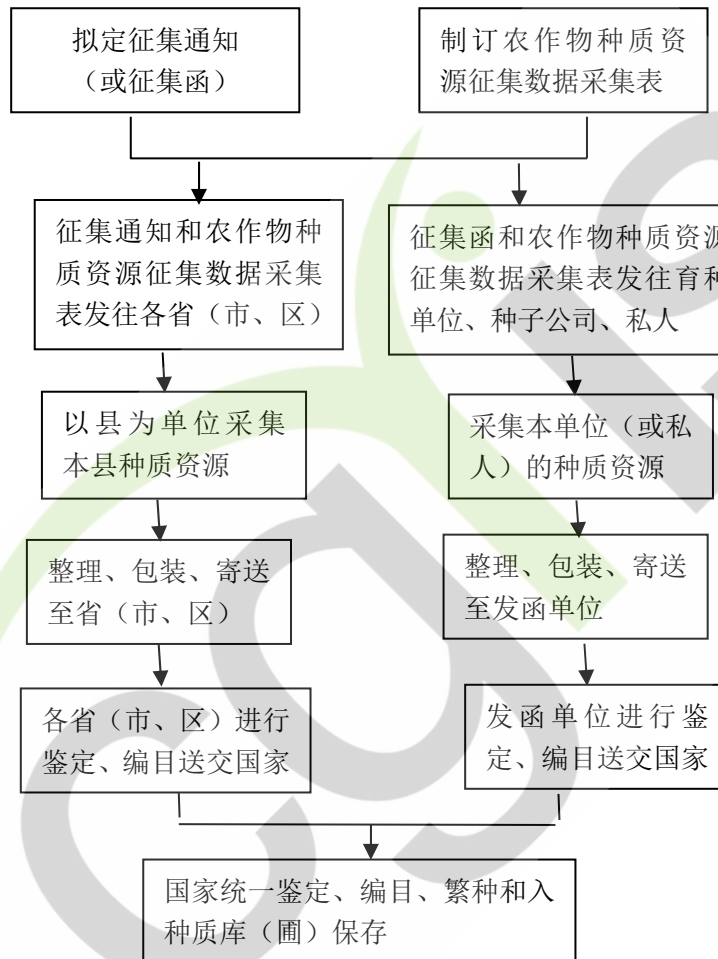 拟定征集通知
（或征集函）
制订农作物种质资
源征集数据采集表
征集通知和农作物种
质资源征集数据采集
表发往各省（市、区）
征集函和农作物种质资源
征集数据采集表发往育种
单位、种子公司、私人
以县为单位采集
本县种质资源
采集本单位（或私
人）的种质资源
整理、包装、寄送
至省（市、区）
整理、包装、寄送
至发函单位
各省（市、区）进行
鉴定、编目送交国家
发函单位进行鉴
定、编目送交国家
国家统一鉴定、编目、繁种和入
种质库（圃）保存